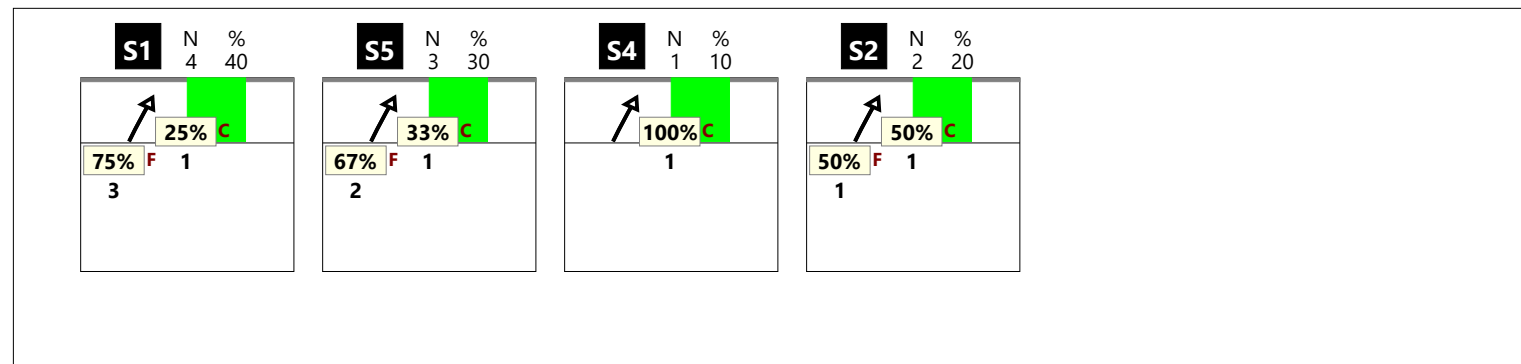 S1 N % S5 N % S4 N % S2 N %
4 40 3 30 1 10 2 20
25% C 33% C 100% C 50% C
75% F 1 67% F 1 1 50% F 1
3 2 1